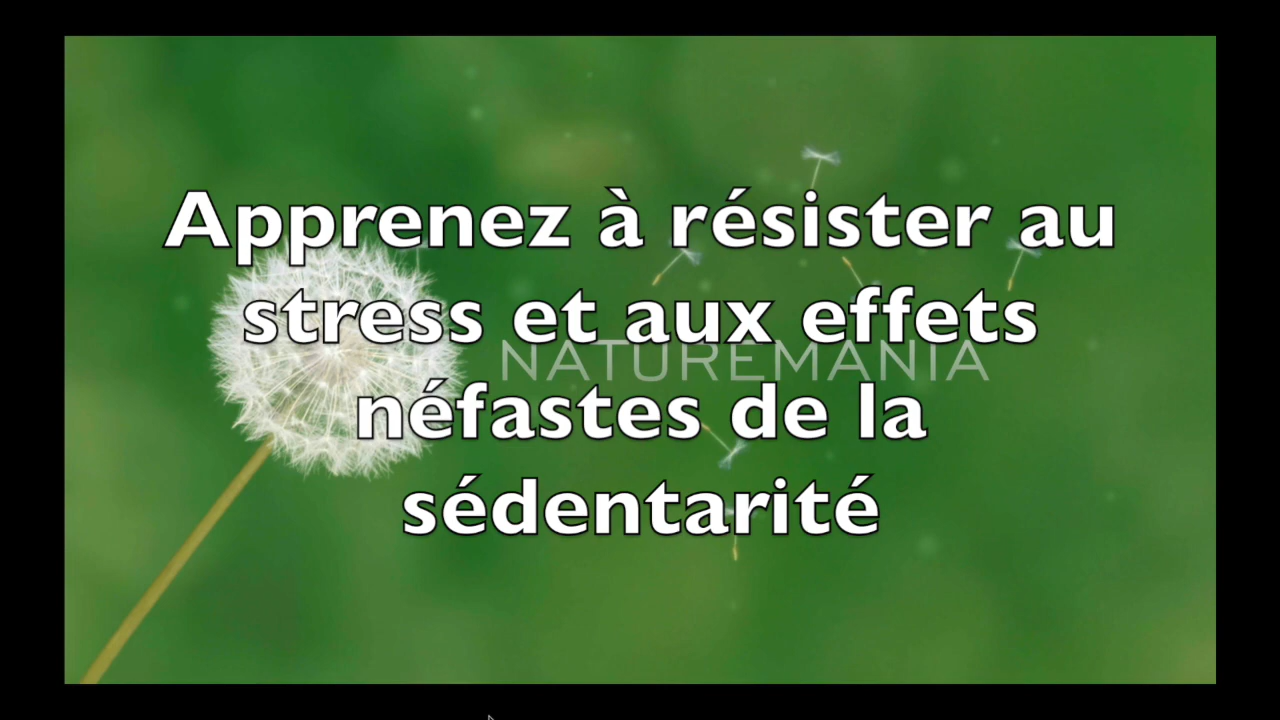 Apprenez à résister au
stress et aux effets
NATUREMANIA
néfastes de la
sédentarité